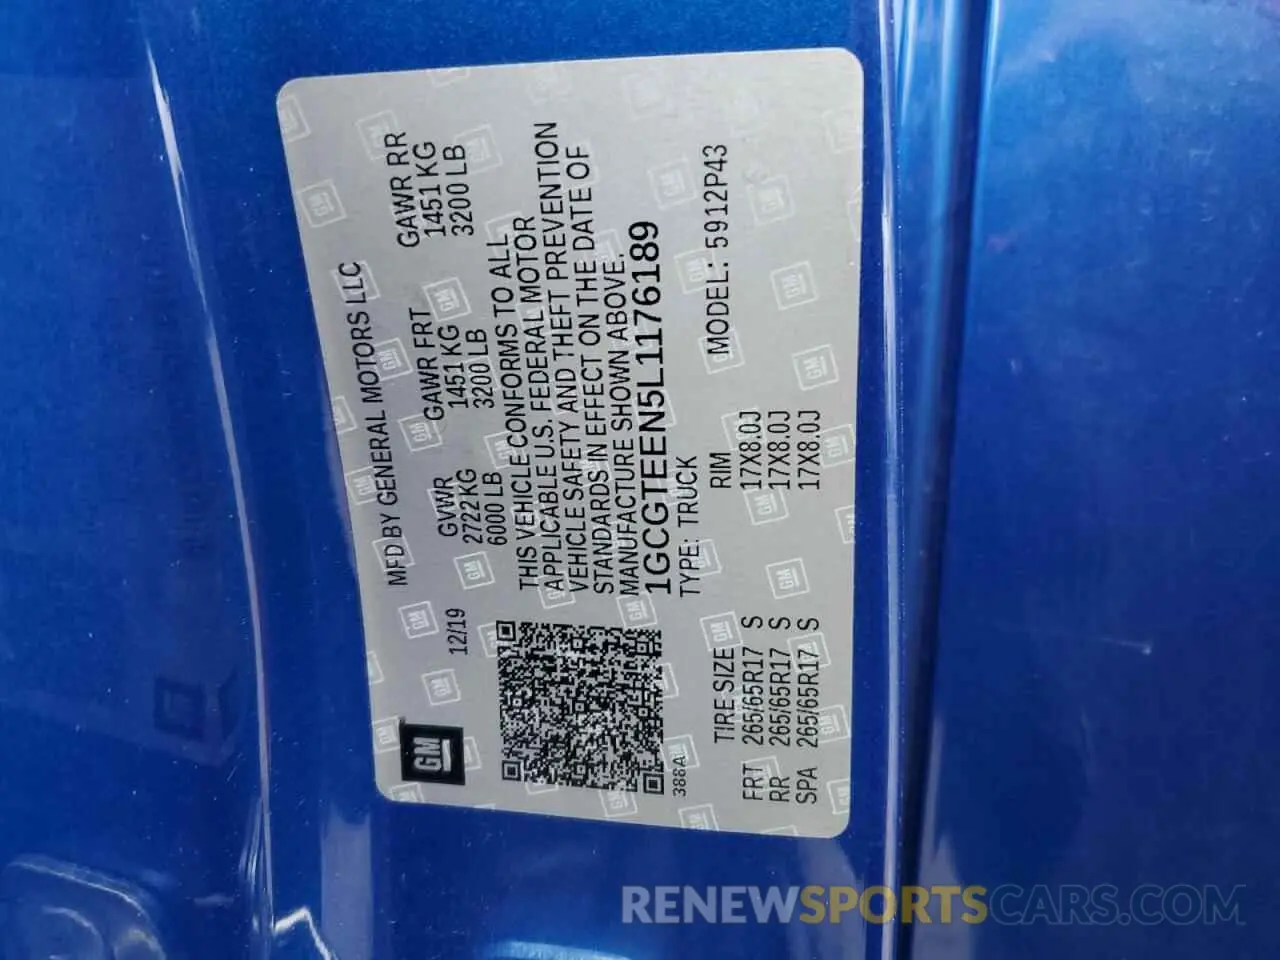 MFD BY GENERAL MOTORS LLC
12/19 GVWR GAWR FRT GAWR RR
2722 KG 1451 KG 1451 KG
6000 LB 3200 LB 3200 LB
THIS VEHICLE CONFORMS TO ALL
APPLICABLE U.S. FEDERAL MOTOR
VEHICLE SAFETY AND THEFT PREVENTION
STANDARDS IN EFFECT ON THE DATE OF
MANUFACTURE SHOWN ABOVE.
1GCGTEEN5L1176189
TYPE: TRUCK MODEL: 5912P43
GM
388AIM
TIRE SIZE RIM
FRT 265/65R17 S 17X8.0J
RR 265/65R17 S 17X8.0J
SPA 265/65R17 S 17X8.0J
RENEWSPORTSCARS.COM